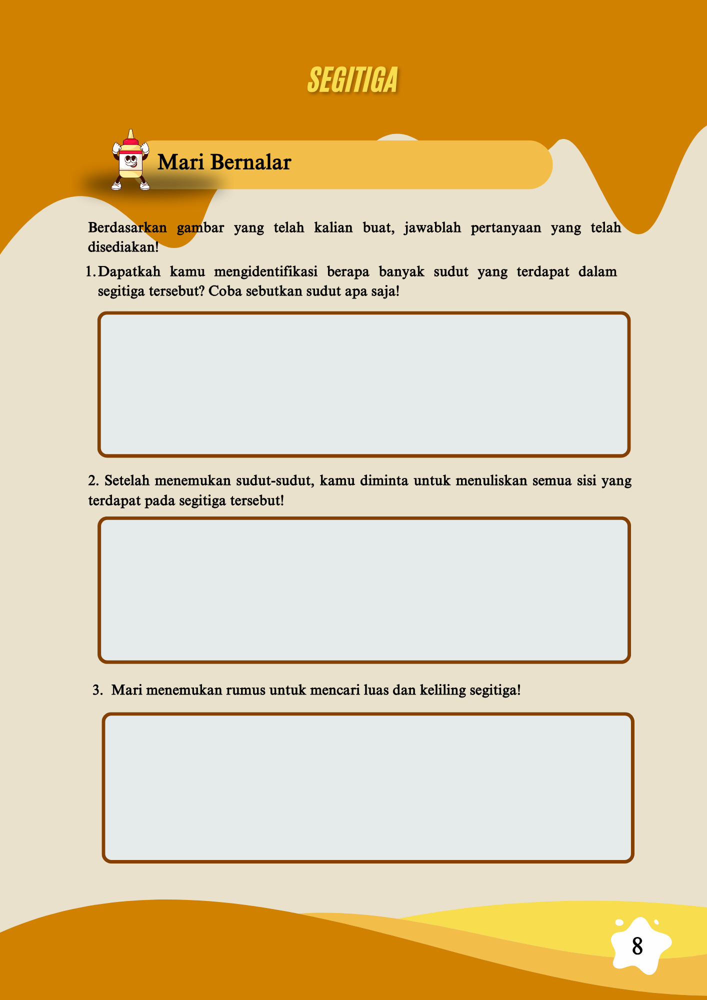 SEGITIGA
Mari Bernalar
Berdasarkan gambar yang telah kalian buat, jawablah pertanyaan yang telah
disediakan!
1. Dapatkah kamu mengidentifikasi berapa banyak sudut yang terdapat dalam
segitiga tersebut? Coba sebutkan sudut apa saja!
2. Setelah menemukan sudut-sudut, kamu diminta untuk menuliskan semua sisi yang
terdapat pada segitiga tersebut!
3. Mari menemukan rumus untuk mencari luas dan keliling segitiga!
8